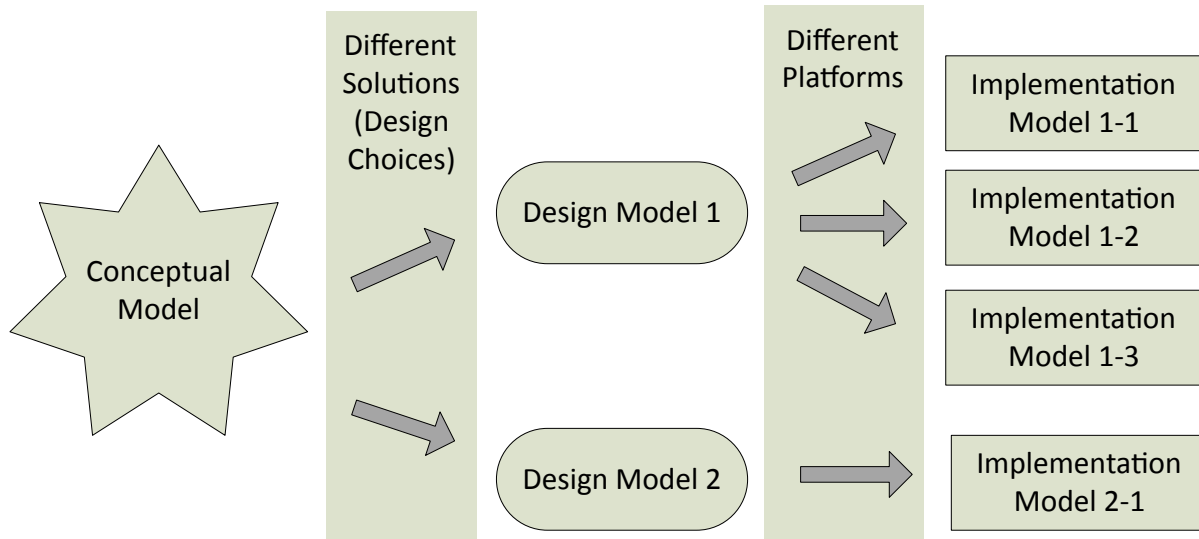 Conceptual
Model
Different
Solutions
(Design
Choices)
Design Model 1
Design Model 2
Different
Platforms
Implementation
Model 1-1
Implementation
Model 1-2
Implementation
Model 1-3
Implementation
Model 2-1